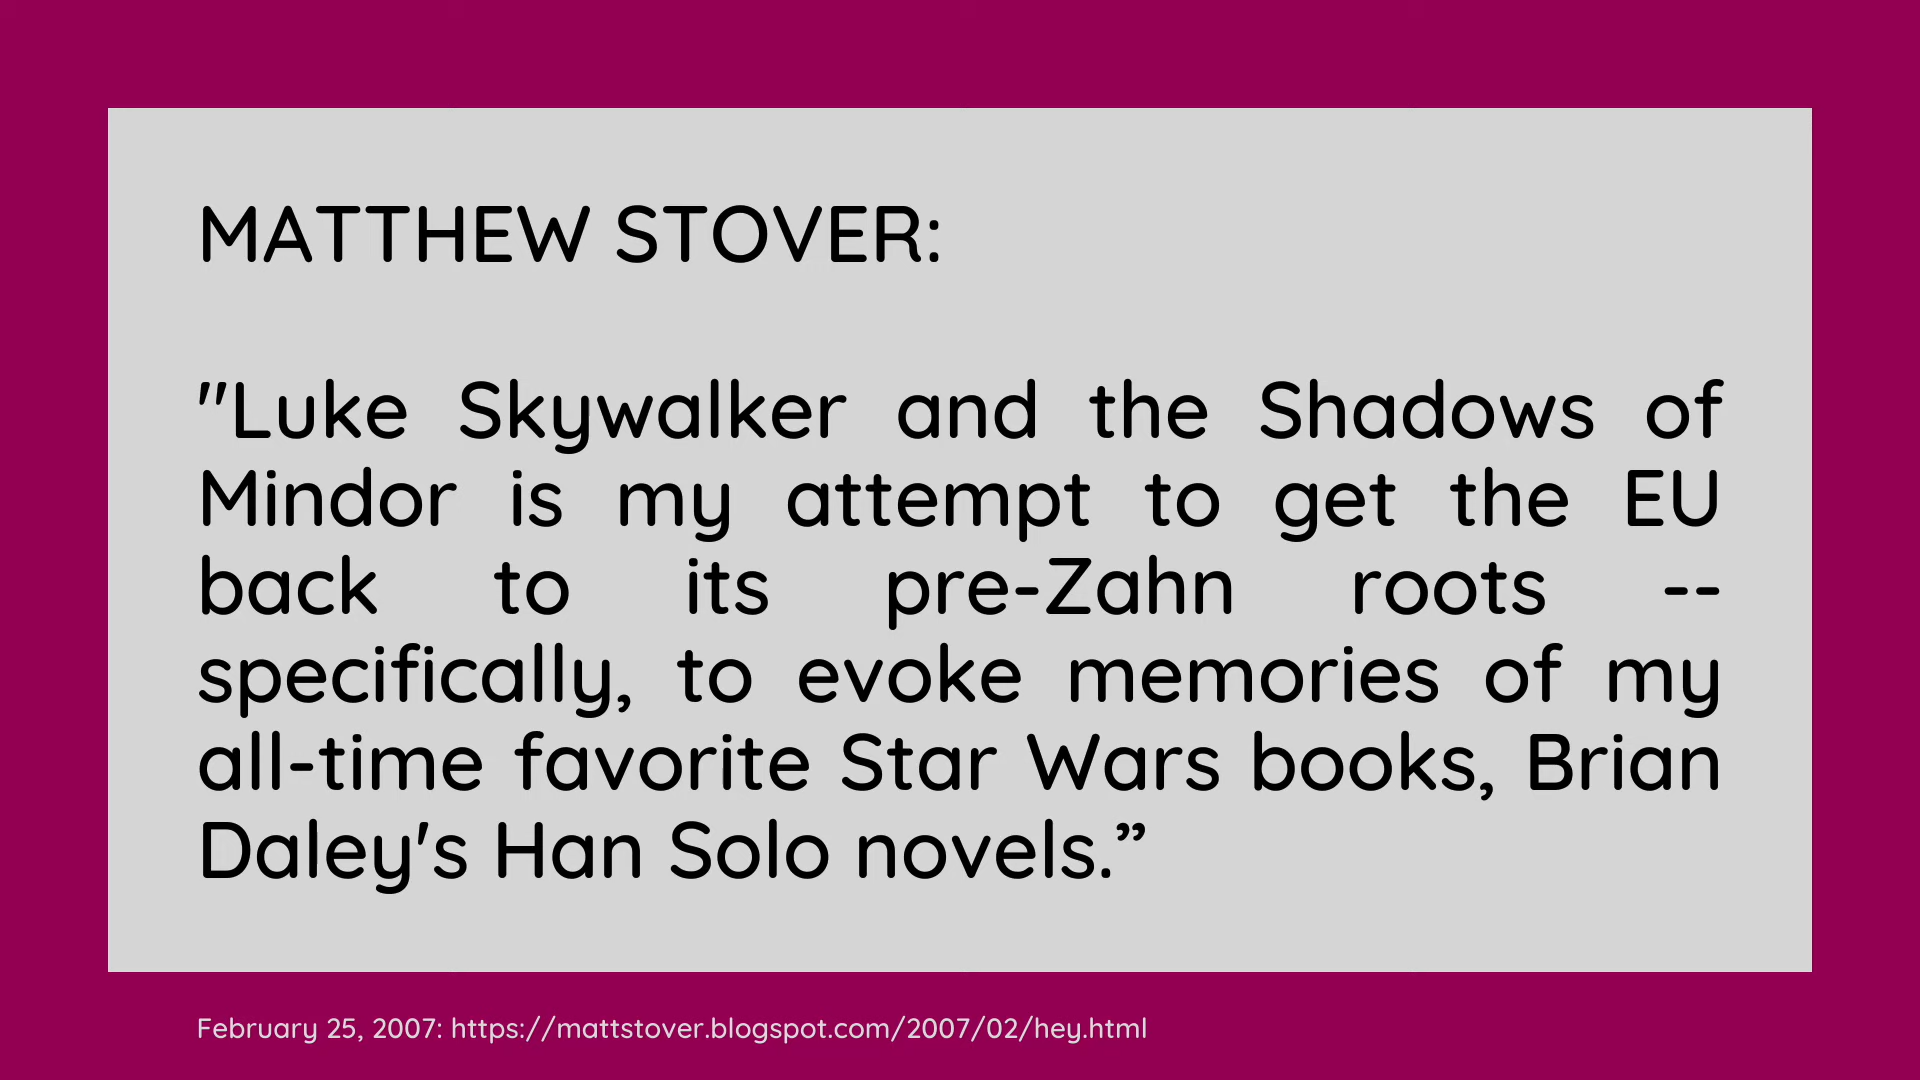 MATTHEW STOVER:
"Luke Skywalker and the Shadows of
Mindor is my attempt to get the EU
back to its pre-Zahn roots --
specifically, to evoke memories of my
all-time favorite Star Wars books, Brian
Daley's Han Solo novels.”
February 25, 2007: https://mattstover.blogspot.com/2007/02/hey.html